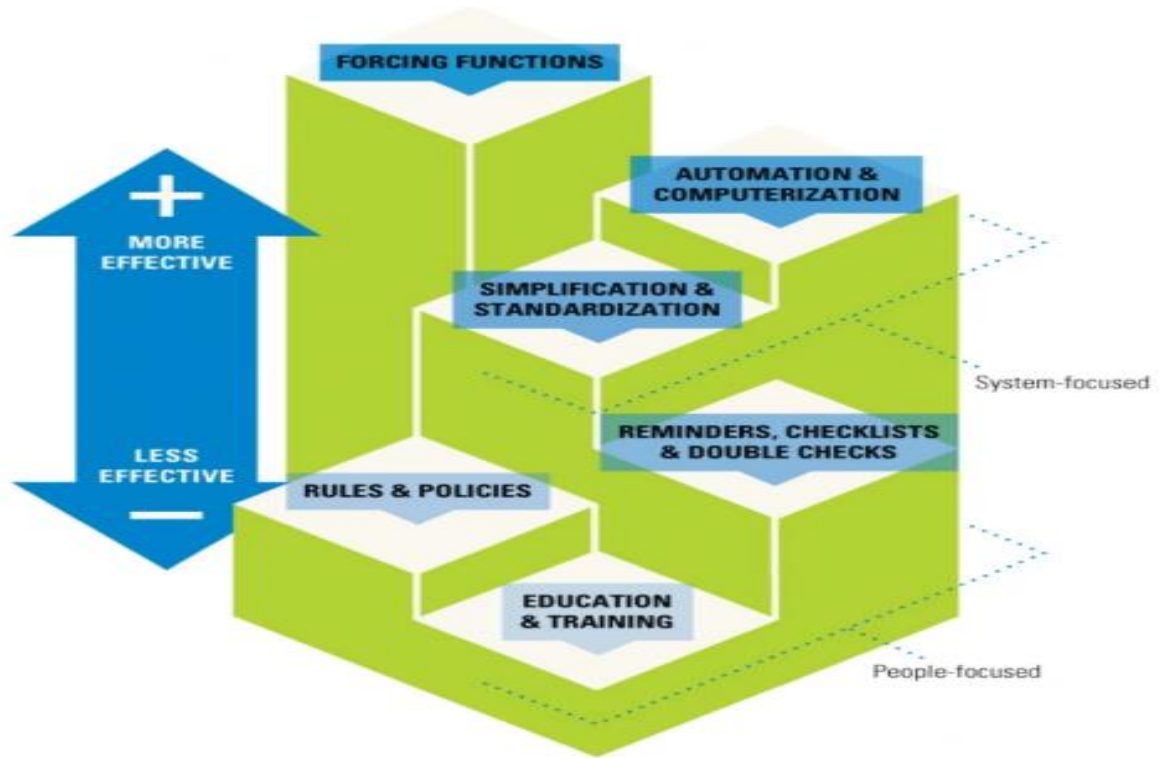 FORCING FUNCTIONS
AUTOMATION &
COMPUTERIZATION
+
MORE
EFFECTIVE
SIMPLIFICATION &
STANDARDIZATION
System-focused
REMINDERS, CHECKLISTS
& DOUBLE CHECKS
LESS
EFFECTIVE
—
RULES & POLICIES
EDUCATION
& TRAINING
People-focused